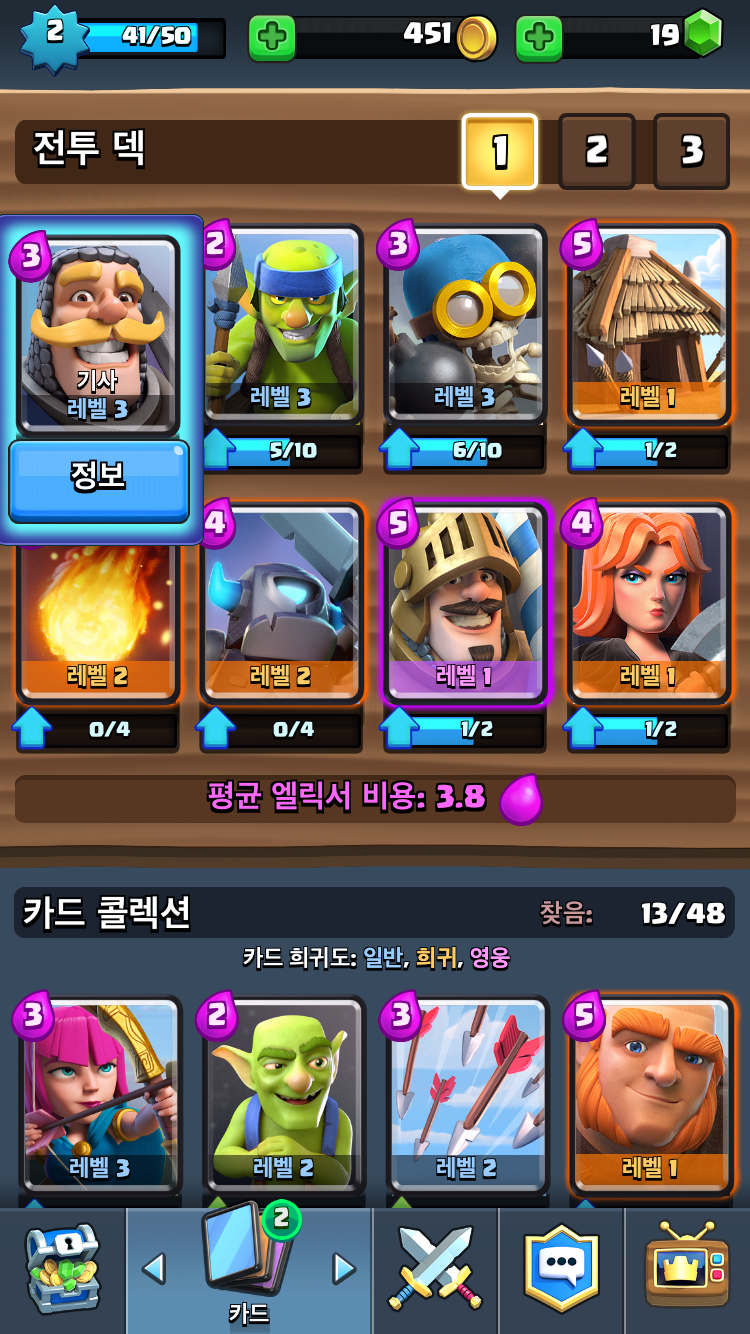 2 41/50 451 19
전투 덱 1 2 3
3 2 3 5
기사
레벨 3 레벨 3 레벨 3 레벨 1
정보 5/10 6/10 1/2
4 5 4
레벨 2 레벨 2 레벨 1 레벨 1
0/4 0/4 1/2 1/2
평균 엘릭서 비용: 3.8
카드 콜렉션 찾음: 13/48
카드 희귀도: 일반, 희귀, 영웅
3 2 3 5
레벨 3 레벨 2 레벨 2 레벨 1
2
카드